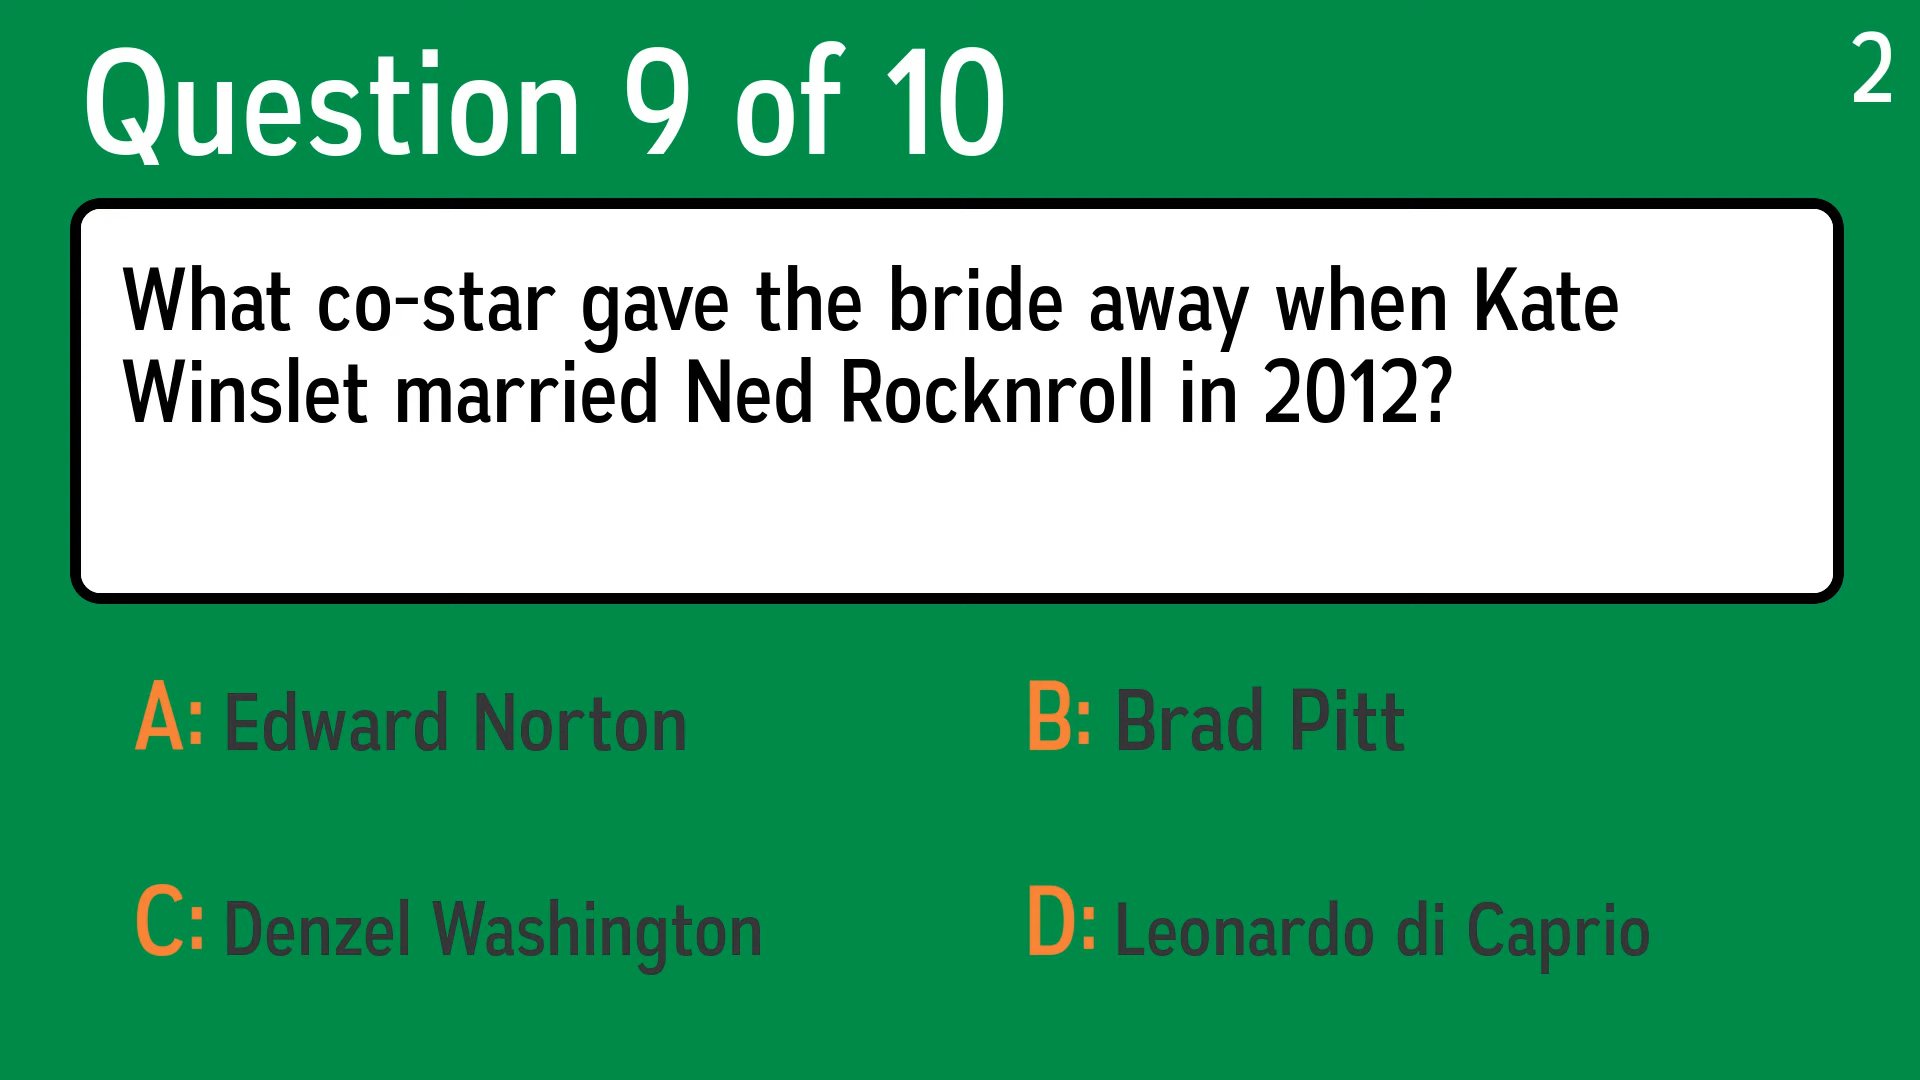 Question 9 of 10
2
What co-star gave the bride away when Kate
Winslet married Ned Rocknroll in 2012?
A: Edward Norton
B: Brad Pitt
C: Denzel Washington
D: Leonardo di Caprio